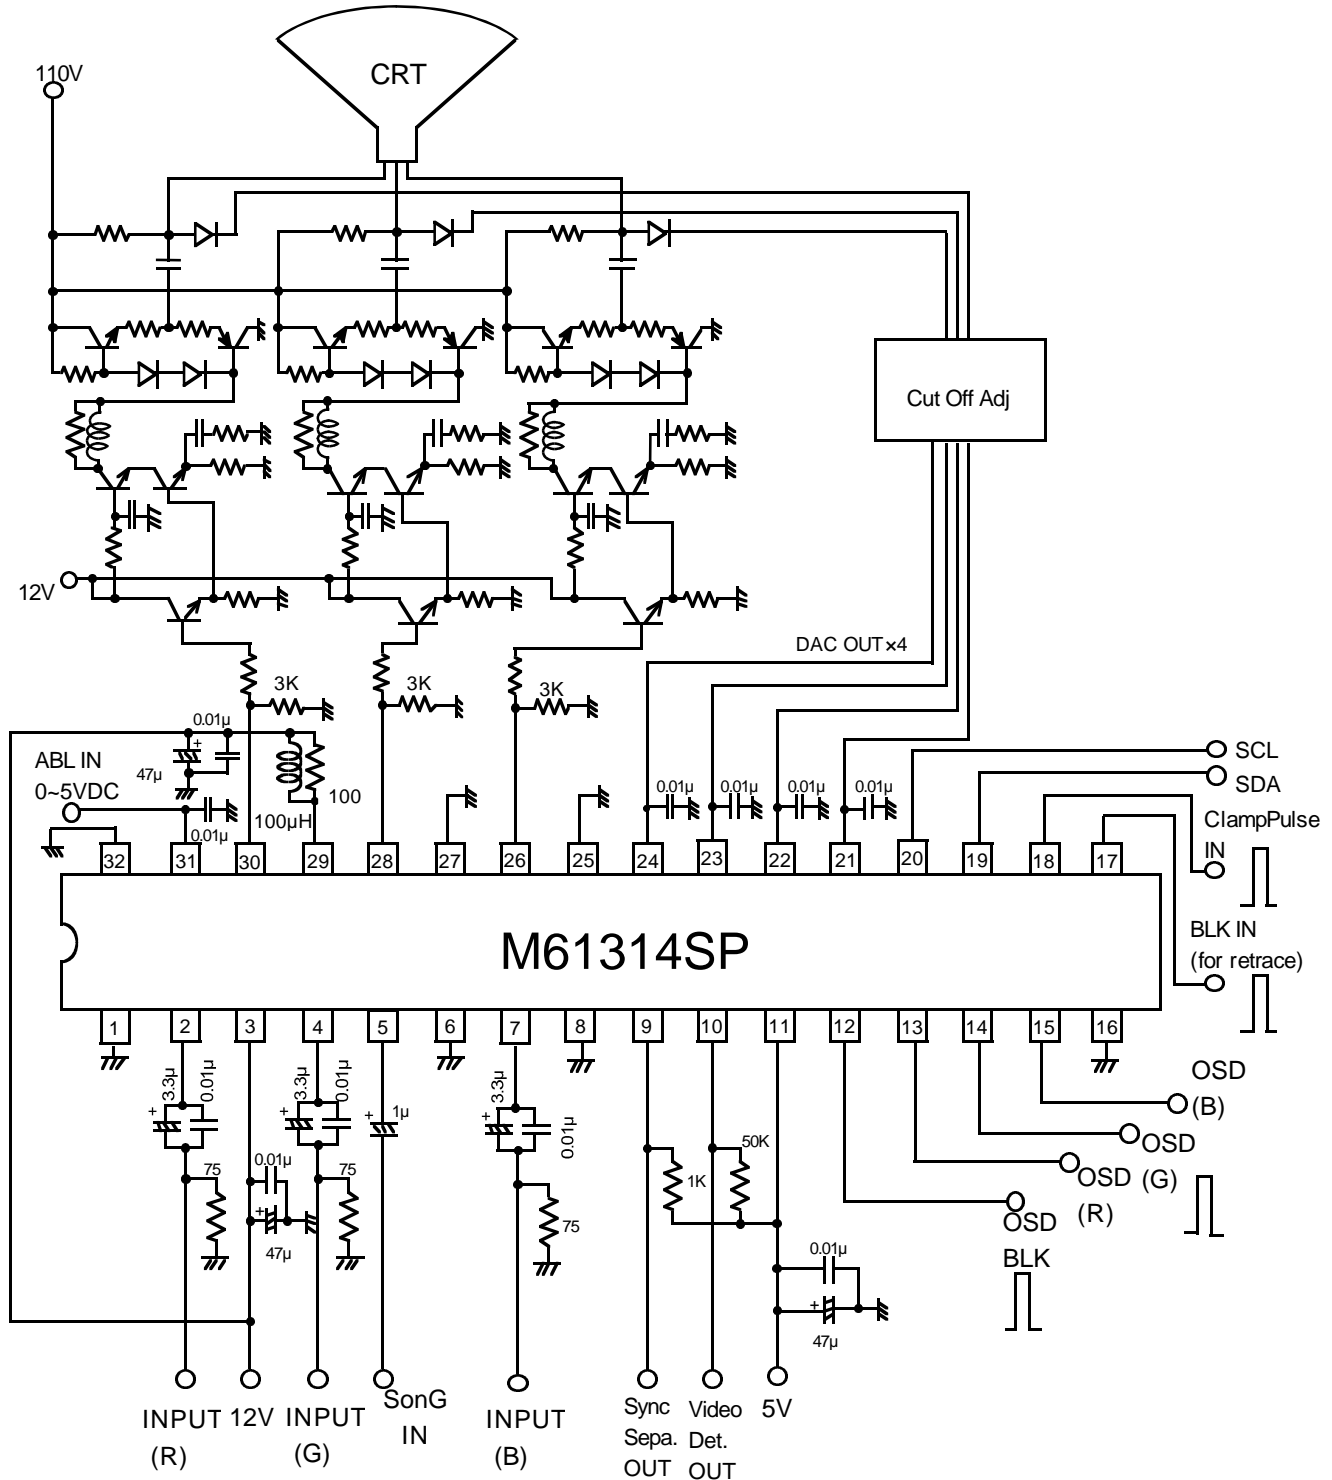 CRT
110V
Cut Off Adj
12V
DAC OUT×4
3K
3K
3K
0.01µ
+
47µ
ABL IN
0~5VDC
0.01µ
100µH
100
0.01µ
0.01µ
0.01µ
0.01µ
SCL
SDA
ClampPulse
IN
BLK IN
(for retrace)
32
31
30
29
28
27
26
25
24
23
22
21
20
19
18
17
M61314SP
1
2
3
4
5
6
7
8
9
10
11
12
13
14
15
16
3.3µ
0.01µ
+
3.3µ
0.01µ
+
1µ
+
3.3µ
0.01µ
+
75
0.01µ
+
47µ
75
75
1K
50K
0.01µ
+
47µ
OSD
(B)
OSD
(G)
OSD
(R)
OSD
BLK
INPUT
(R)
12V
INPUT
(G)
SonG
IN
INPUT
(B)
Sync
Sepa.
OUT
Video
Det.
OUT
5V